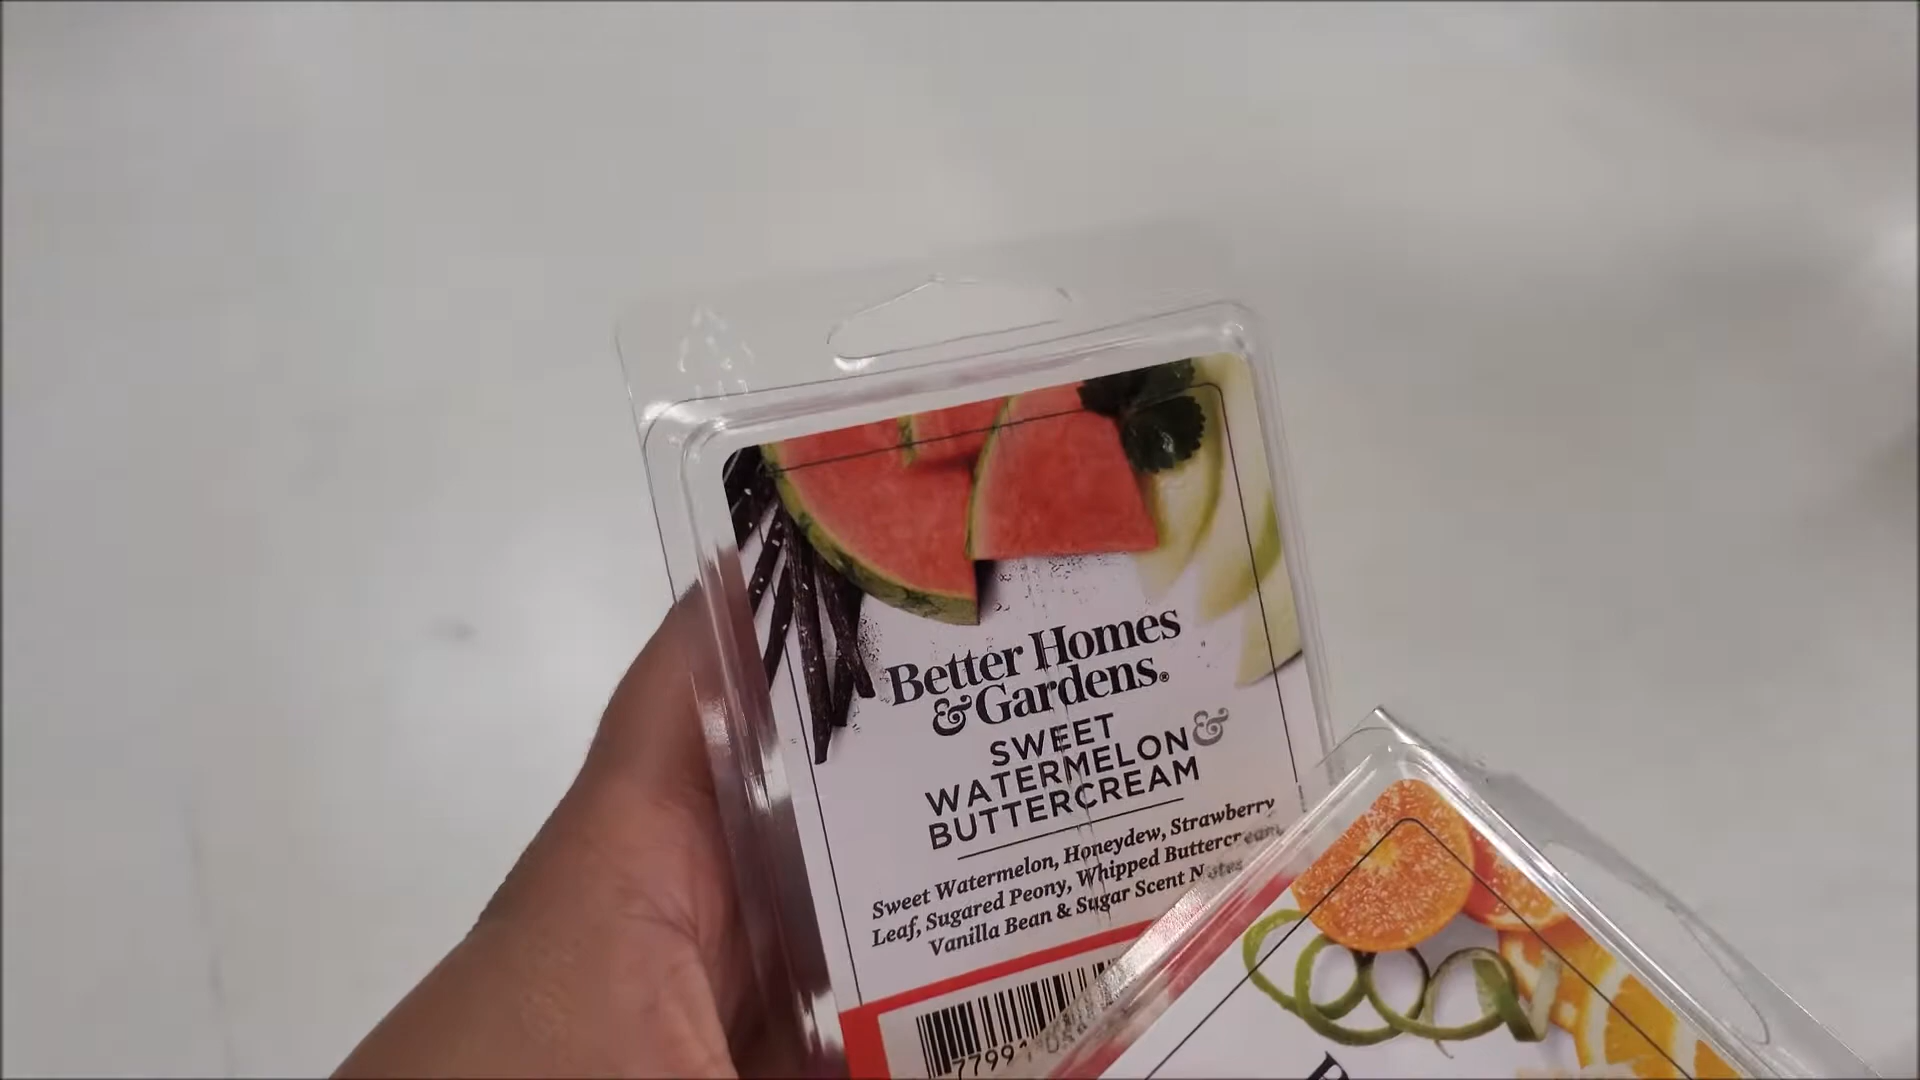 Better Homes
& Gardens®
SWEET
WATERMELON &
BUTTERCREAM
Sweet Watermelon, Honeydew, Strawberry
Leaf, Sugared Peony, Whipped Buttercream,
Vanilla Bean & Sugar Scent Notes